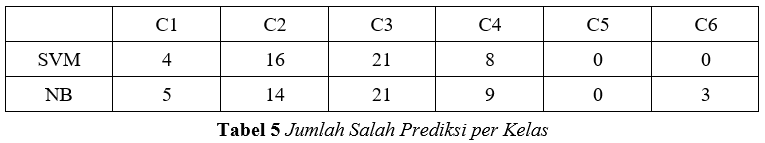 C1 C2 C3 C4 C5 C6
SVM 4 16 21 8 0 0
NB 5 14 21 9 0 3
Tabel 5 Jumlah Salah Prediksi per Kelas